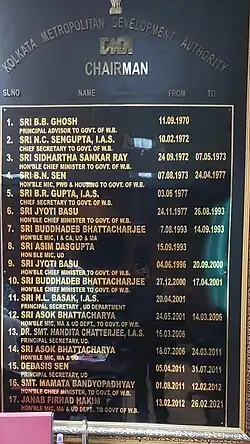 KOLKATA METROPOLITAN DEVELOPMENT AUTHORITY
CHAIRMAN
SLNO NAME FROM TO
1. SRI B.B. GHOSH 11.09.1970
PRINCIPAL ADVISOR TO GOVT. OF W.B.
2. SRI N.C. SENGUPTA, I.A.S. 10.02.1972
CHIEF SECRETARY TO GOVT. OF W.B.
3. SRI SIDHARTHA SANKAR RAY 24.09.1972 07.05.1973
HON'BLE CHIEF MINISTER TO GOVT. OF W.B.
4. SRI B.N. SEN 07.08.1973 24.04.1977
HON'BLE MIC, PWD & HOUSING TO GOVT. OF W.B.
5. SRI B.R. GUPTA, I.A.S. 03.06.1977
CHIEF SECRETARY TO GOVT. OF W.B.
6. SRI JYOTI BASU 24.11.1977 26.08.1993
HON'BLE CHIEF MINISTER TO GOVT. OF W.B.
7. SRI BUDDHADEB BHATTACHARJEE 7.08.1993 14.09.1993
HON'BLE MIC, I & CA, UD & MA
8. SRI ASIM DASGUPTA 15.09.1993
HON'BLE MIC, UD
9. SRI JYOTI BASU 04.06.1996 20.09.2000
HON'BLE CHIEF MINISTER TO GOVT. OF W.B.
10. SRI BUDDHADEB BHATTACHARJEE 27.12.2000 17.04.2001
HON'BLE CHIEF MINISTER TO GOVT. OF W.B.
11. SRI N.L. BASAK, I.A.S. 20.04.2001
PRINCIPAL SECRETARY, UD DEPARTMENT
12. SRI ASOK BHATTACHARYA 24.05.2001 14.03.2006
HON'BLE MIC, MA & UD DEPT. TO GOVT. OF W.B.
13. DR. SMT. NANDITA CHATTERJEE, I.A.S. 16.03.2006
PRINCIPAL SECRETARY, UD.
14. SRI ASOK BHATTACHARYA 18.07.2006 24.03.2011
HON'BLE MIC, MA &
15. DEBASIS SEN 05.04.2011 31.07.2011
PRINCIPAL SECRETARY, UD.
16. SMT. MAMATA BANDYOPADHYAY 01.08.2011 12.02.2012
HON'BLE CHIEF MINISTER, GOVT. OF W.B.
17. JANAB FIRHAD HAKIM 13.02.2012 26.02.2021
HON'BLE MIC, MA & UD DEPT. TO GOVT. OF W.B.